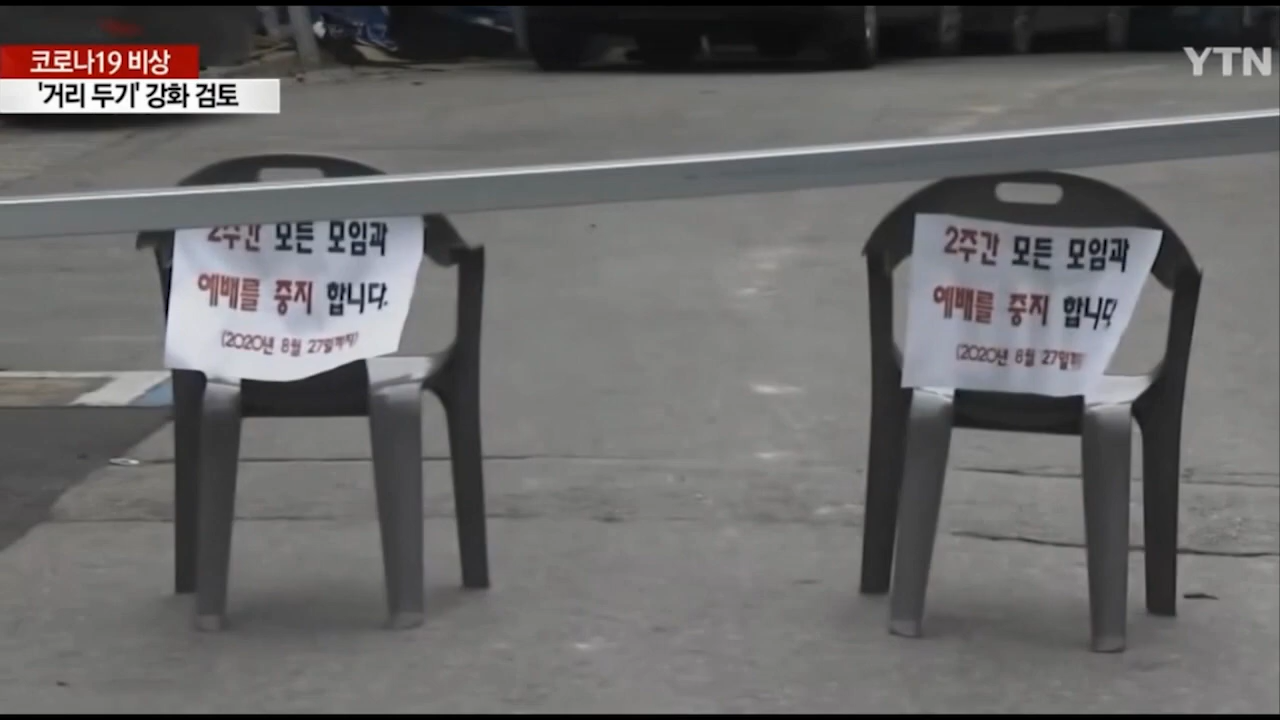 코로나19 비상
'거리 두기' 강화 검토
YTN
2주간 모든 모임과
예배를 중지 합니다.
(2020년 8월 27일까지)
2주간 모든 모임과
예배를 중지 합니다
(2020년 8월 27일까